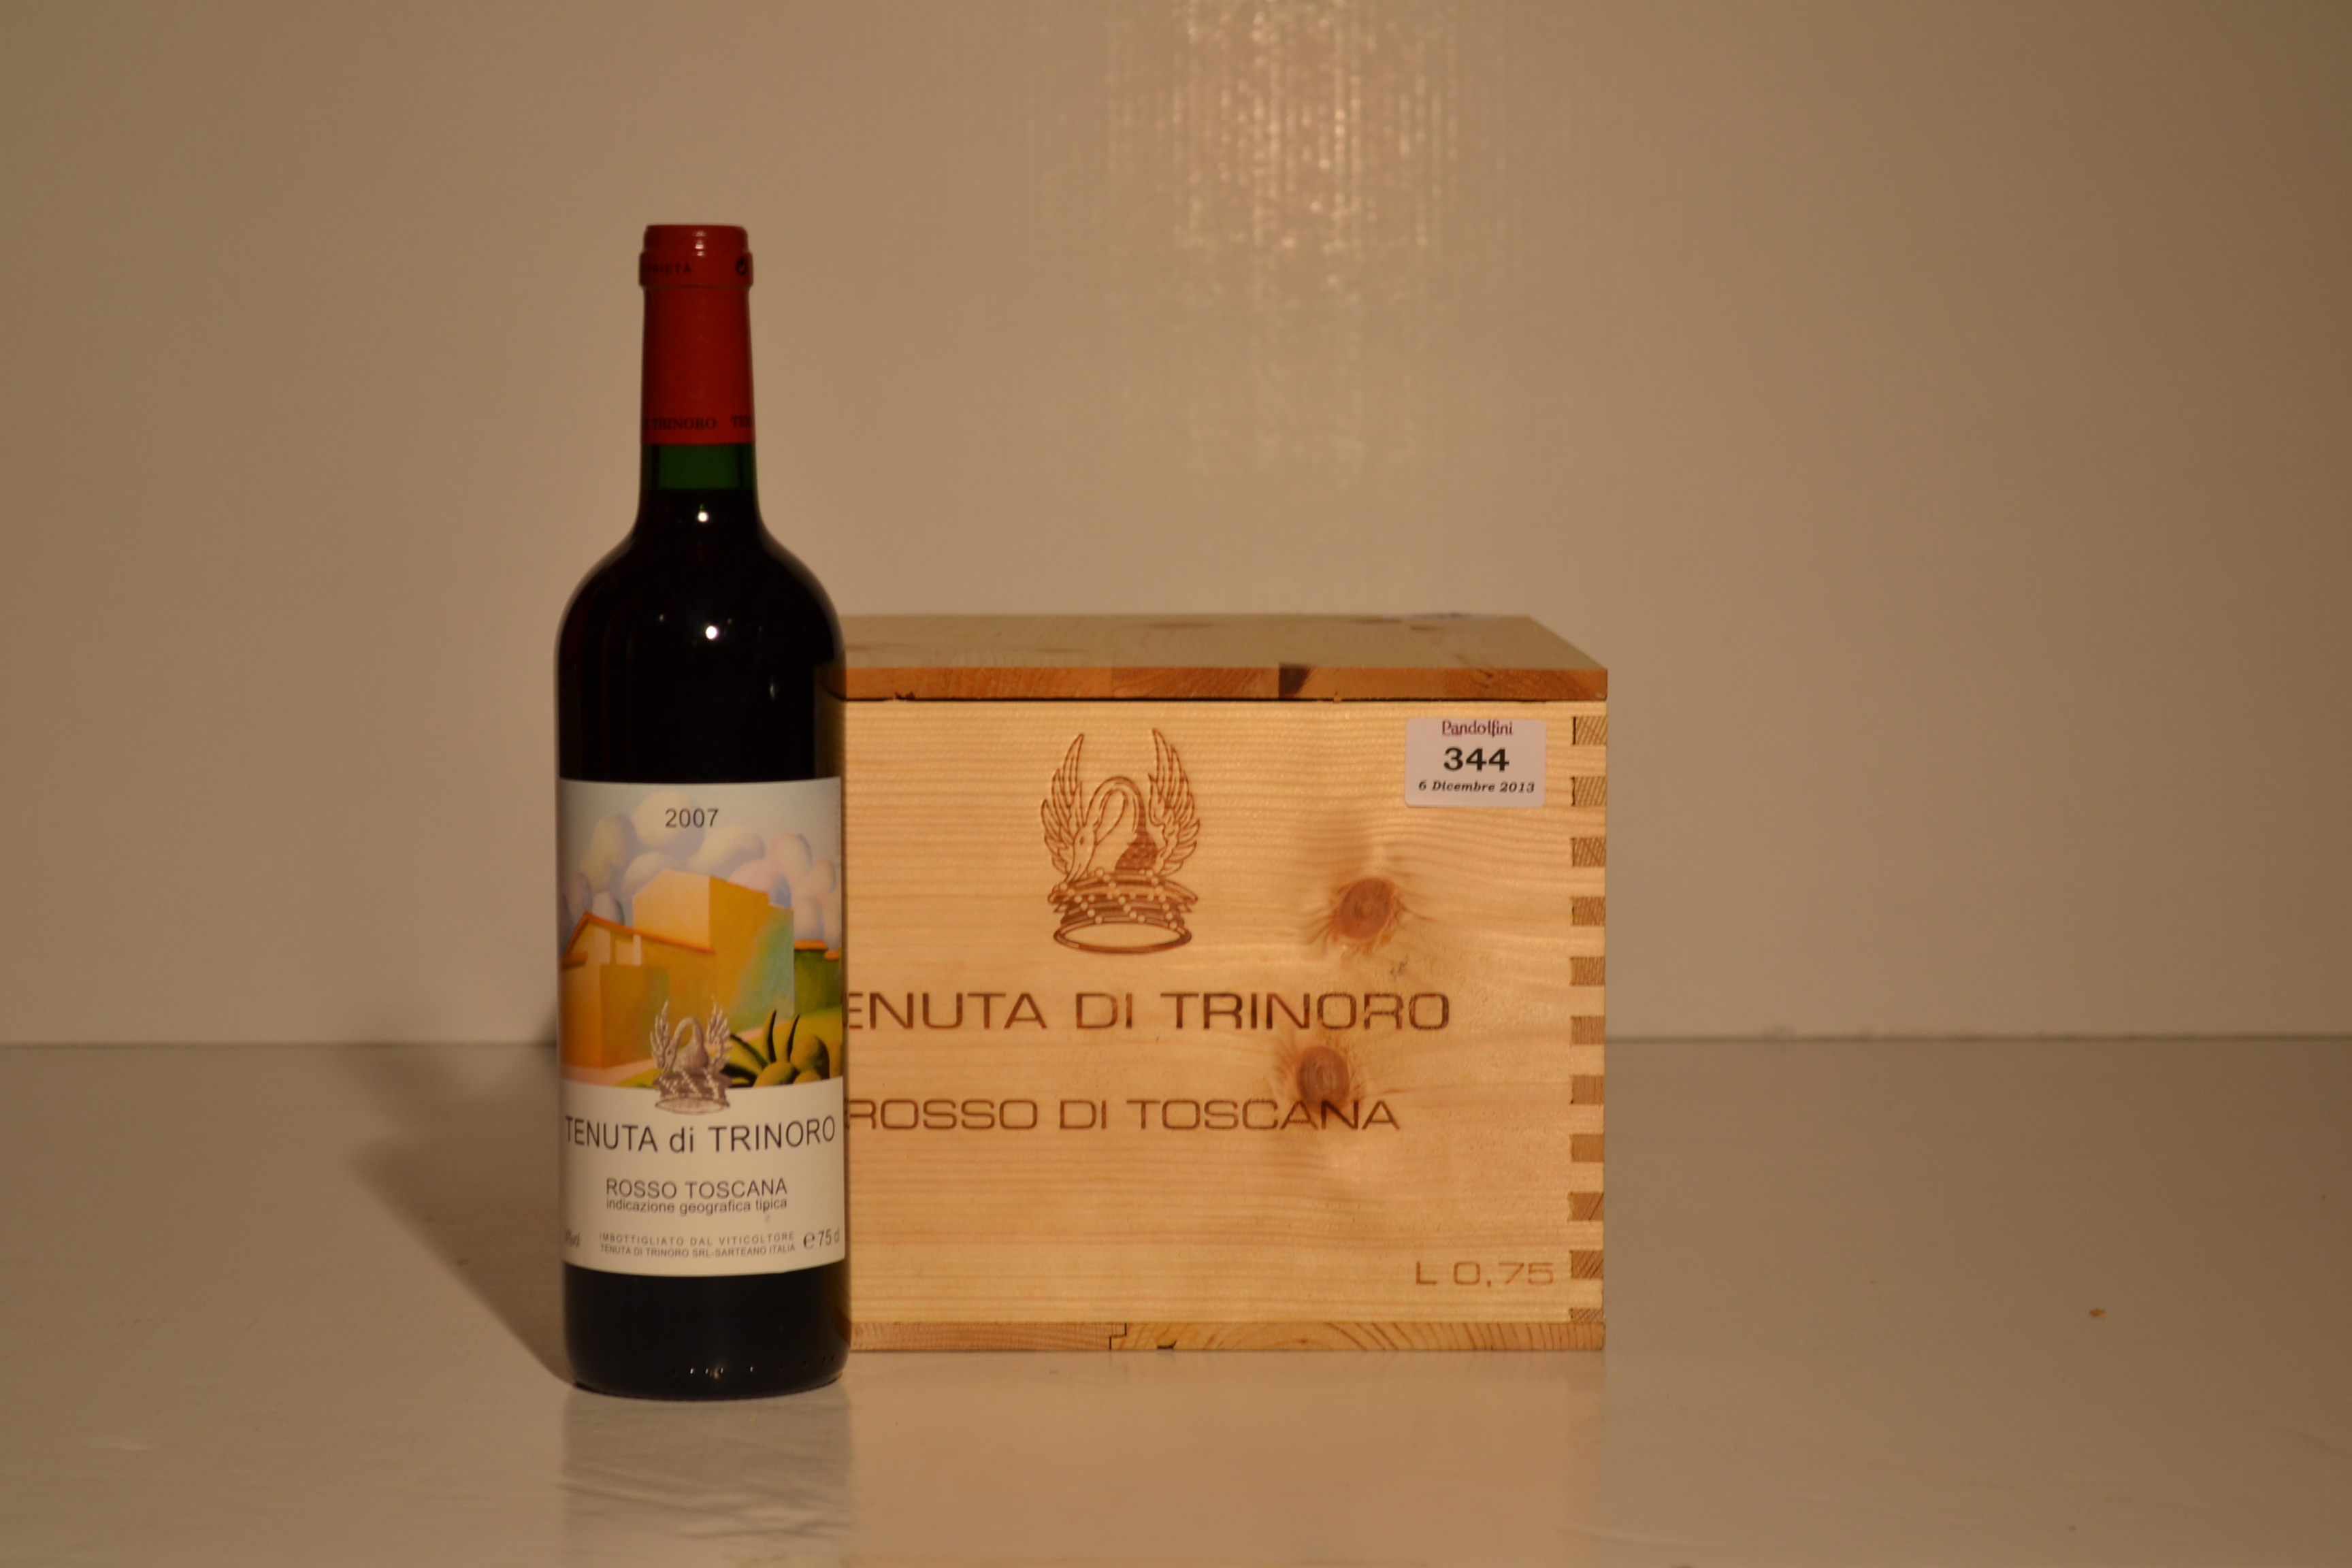 TRINORO
2007
TENUTA di TRINORO
ROSSO TOSCANA
indicazione geografica tipica
IMBOTTIGLIATO DAL VITICOLTORE
TENUTA DI TRINORO SRL-SARTEANO ITALIA
℮ 75 cl
Pandolfini
344
6 Dicembre 2013
ENUTA DI TRINORO
ROSSO DI TOSCANA
L 0,75